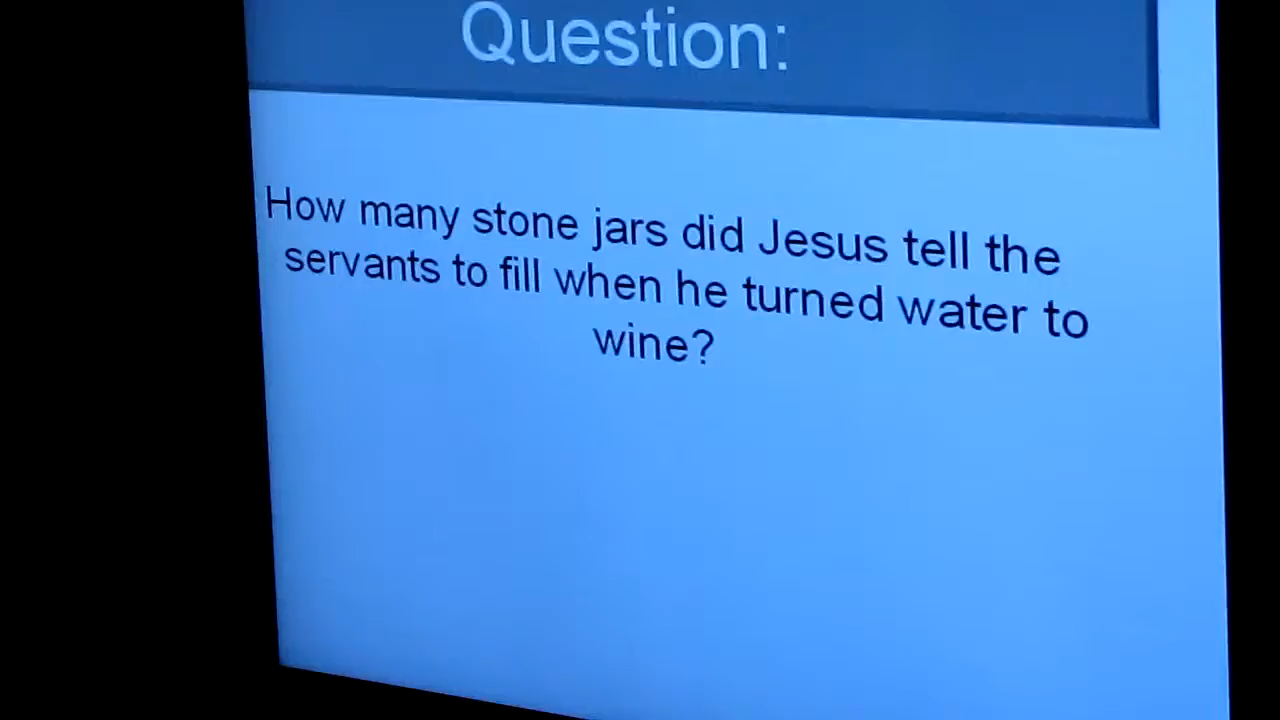 Question:
How many stone jars did Jesus tell the
servants to fill when he turned water to
wine?